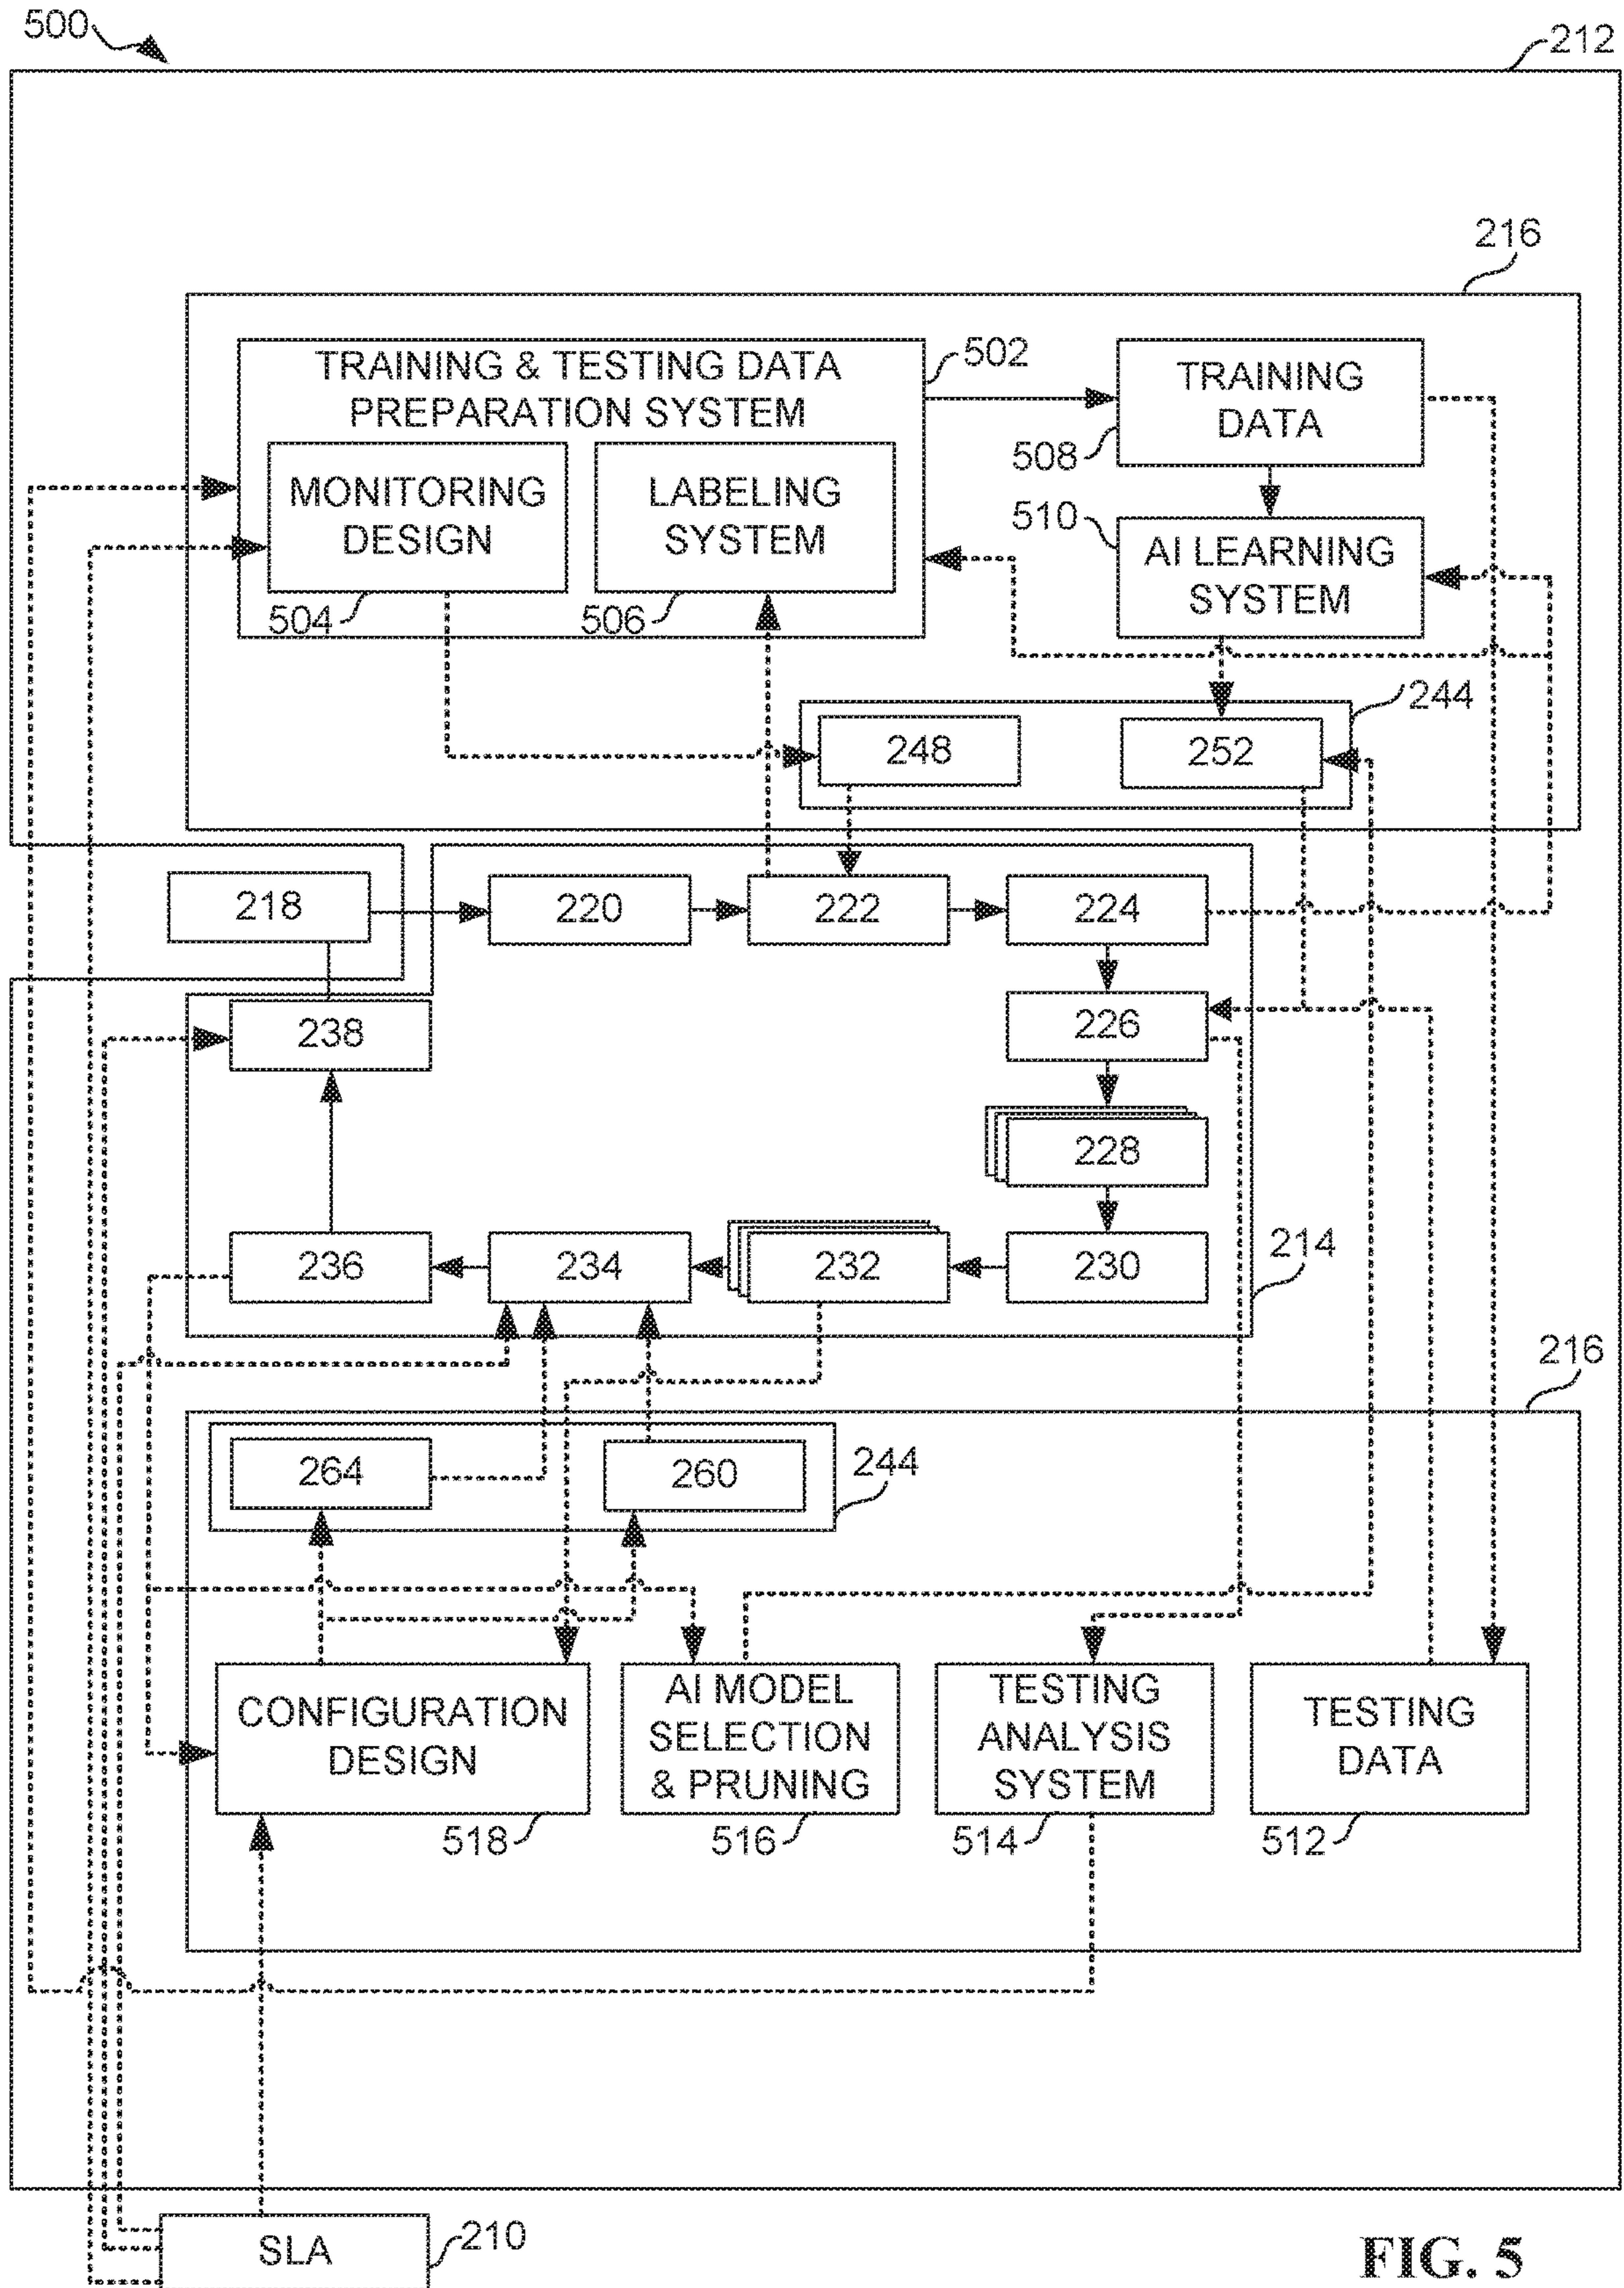 500
212
216
TRAINING & TESTING DATA
PREPARATION SYSTEM
502
TRAINING
DATA
508
MONITORING
DESIGN
LABELING
SYSTEM
510
AI LEARNING
SYSTEM
504
506
244
248
252
218
220
222
224
238
226
228
214
236
234
232
230
216
264
260
244
CONFIGURATION
DESIGN
AI MODEL
SELECTION
& PRUNING
TESTING
ANALYSIS
SYSTEM
TESTING
DATA
518
516
514
512
SLA
210
FIG. 5